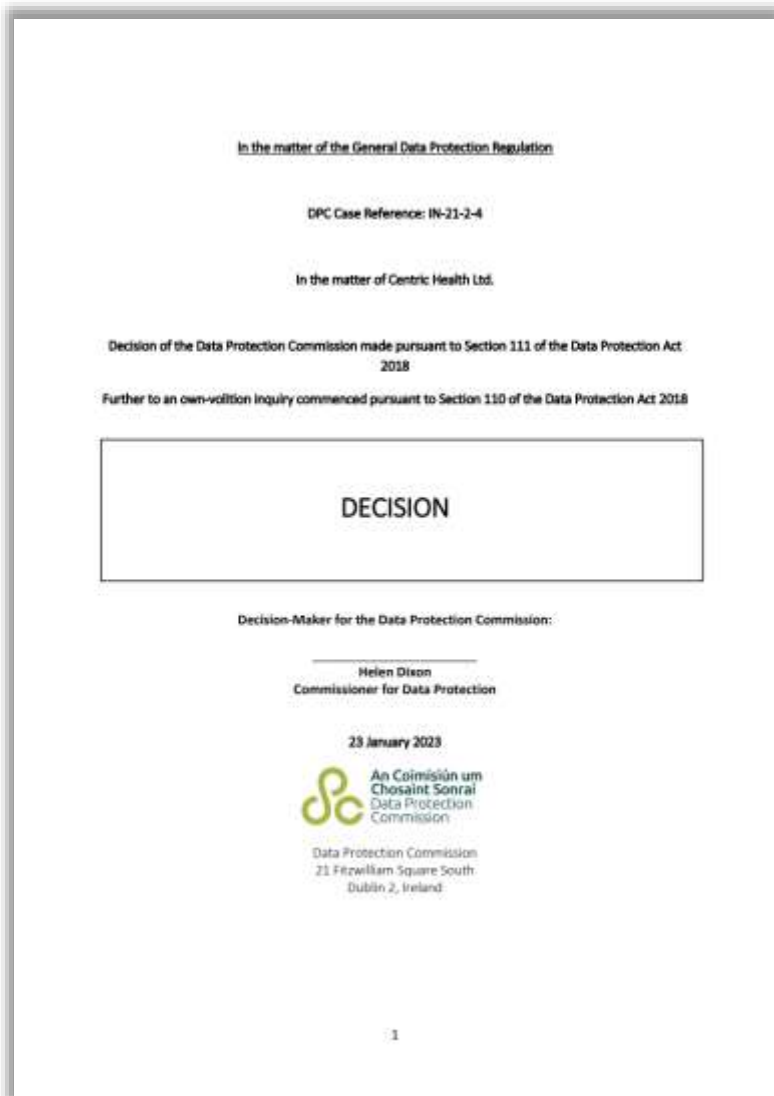 In the matter of the General Data Protection Regulation
DPC Case Reference: IN-21-2-4
In the matter of Centric Health Ltd.
Decision of the Data Protection Commission made pursuant to Section 111 of the Data Protection Act
2018
Further to an own-volition inquiry commenced pursuant to Section 110 of the Data Protection Act 2018
DECISION
Decision-Maker for the Data Protection Commission:
Helen Dixon
Commissioner for Data Protection
23 January 2023
An Coimisiún um
Chosaint Sonraí
Data Protection
Commission
Data Protection Commission
21 Fitzwilliam Square South
Dublin 2, Ireland
1